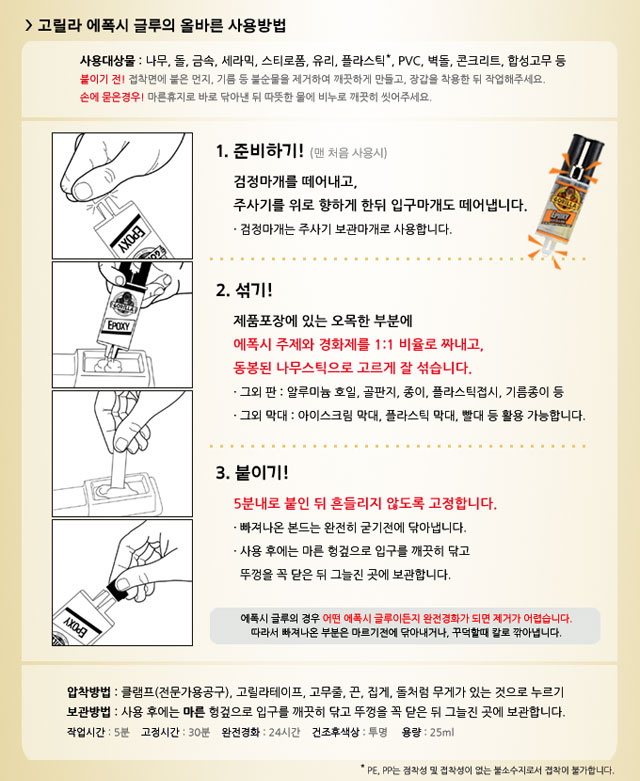 > 고릴라 에폭시 글루의 올바른 사용방법
사용대상물 : 나무, 돌, 금속, 세라믹, 스티로폼, 유리, 플라스틱*, PVC, 벽돌, 콘크리트, 합성고무 등
붙이기 전! 접착면에 붙은 먼지, 기름 등 불순물을 제거하여 깨끗하게 만들고, 장갑을 착용한 뒤 작업해주세요.
손에 묻은경우! 마른휴지로 바로 닦아낸 뒤 따뜻한 물에 비누로 깨끗히 씻어주세요.
1. 준비하기! (맨 처음 사용시)
검정마개를 떼어내고,
주사기를 위로 향하게 한뒤 입구마개도 떼어냅니다.
· 검정마개는 주사기 보관마개로 사용합니다.
EPOXY
GORILLA
EPOXY
2. 섞기!
제품포장에 있는 오목한 부분에
에폭시 주제와 경화제를 1:1 비율로 짜내고,
동봉된 나무스틱으로 고르게 잘 섞습니다.
· 그외 판 : 알루미늄 호일, 골판지, 종이, 플라스틱접시, 기름종이 등
· 그외 막대 : 아이스크림 막대, 플라스틱 막대, 빨대 등 활용 가능합니다.
EPOXY
3. 붙이기!
5분내로 붙인 뒤 흔들리지 않도록 고정합니다.
· 빠져나온 본드는 완전히 굳기전에 닦아냅니다.
· 사용 후에는 마른 헝겊으로 입구를 깨끗히 닦고
뚜껑을 꼭 닫은 뒤 그늘진 곳에 보관합니다.
EPOXY
에폭시 글루의 경우 어떤 에폭시 글루이든지 완전경화가 되면 제거가 어렵습니다.
따라서 빠져나온 부분은 마르기전에 닦아내거나, 꾸덕할때 칼로 깎아냅니다.
압착방법 : 클램프(전문가용공구), 고릴라테이프, 고무줄, 끈, 집게, 돌처럼 무게가 있는 것으로 누르기
보관방법 : 사용 후에는 마른 헝겊으로 입구를 깨끗히 닦고 뚜껑을 꼭 닫은 뒤 그늘진 곳에 보관합니다.
작업시간 : 5분 고정시간 : 30분 완전경화 : 24시간 건조후색상 : 투명 용량 : 25ml
* PE, PP는 점착성 및 접착성이 없는 불소수지로서 접착이 불가합니다.